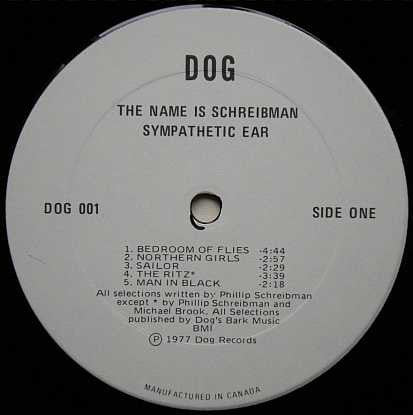 DOG
THE NAME IS SCHREIBMAN
SYMPATHETIC EAR
DOG 001
SIDE ONE
1. BEDROOM OF FLIES -4:44
2. NORTHERN GIRLS -2:57
3. SAILOR -2:29
4. THE RITZ* -3:39
5. MAN IN BLACK -2:18
All selections written by Phillip Schreibman
except * by Phillip Schreibman and
Michael Brook. All Selections
published by Dog's Bark Music
BMI
Ⓟ 1977 Dog Records
MANUFACTURED IN CANADA